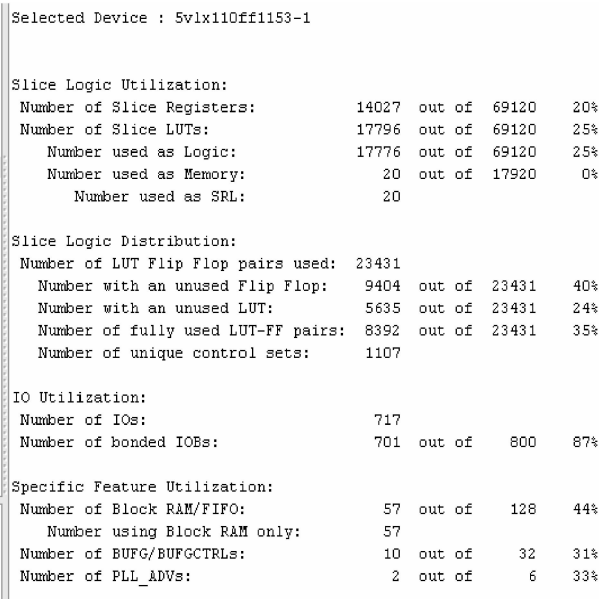 Selected Device : 5vlx110ff1153-1
Slice Logic Utilization:
Number of Slice Registers: 14027 out of 69120 20%
Number of Slice LUTs: 17796 out of 69120 25%
Number used as Logic: 17776 out of 69120 25%
Number used as Memory: 20 out of 17920 0%
Number used as SRL: 20
Slice Logic Distribution:
Number of LUT Flip Flop pairs used: 23431
Number with an unused Flip Flop: 9404 out of 23431 40%
Number with an unused LUT: 5635 out of 23431 24%
Number of fully used LUT-FF pairs: 8392 out of 23431 35%
Number of unique control sets: 1107
IO Utilization:
Number of IOs: 717
Number of bonded IOBs: 701 out of 800 87%
Specific Feature Utilization:
Number of Block RAM/FIFO: 57 out of 128 44%
Number using Block RAM only: 57
Number of BUFG/BUFGCTRLs: 10 out of 32 31%
Number of PLL_ADVs: 2 out of 6 33%